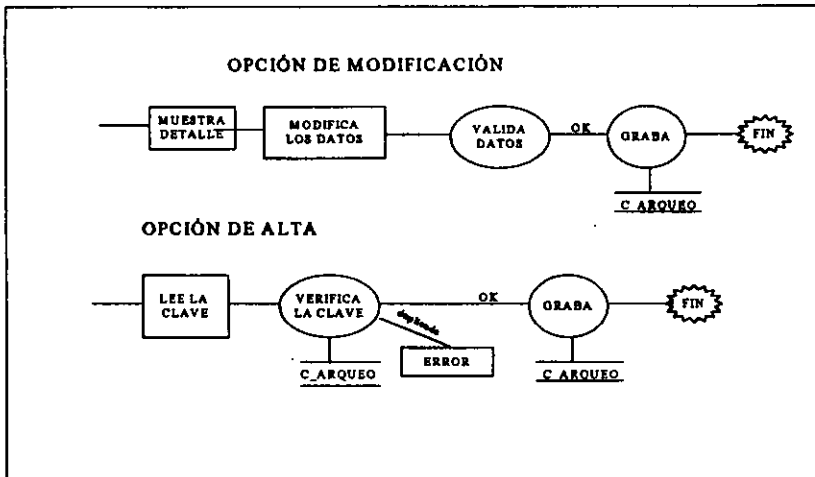 OPCIÓN DE MODIFICACIÓN
MUESTRA
DETALLE
MODIFICA
LOS DATOS
VALIDA
DATOS
OK
GRABA
FIN
C_ARQUEO
OPCIÓN DE ALTA
LEE LA
CLAVE
VERIFICA
LA CLAVE
OK
GRABA
FIN
duplicado
ERROR
C_ARQUEO
C_ARQUEO